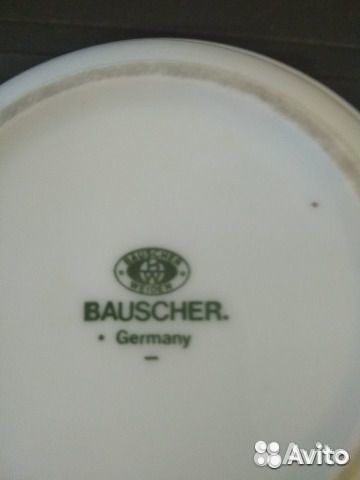 BAUSCHER
WEIDEN
BAUSCHER.
• Germany
–
Avito